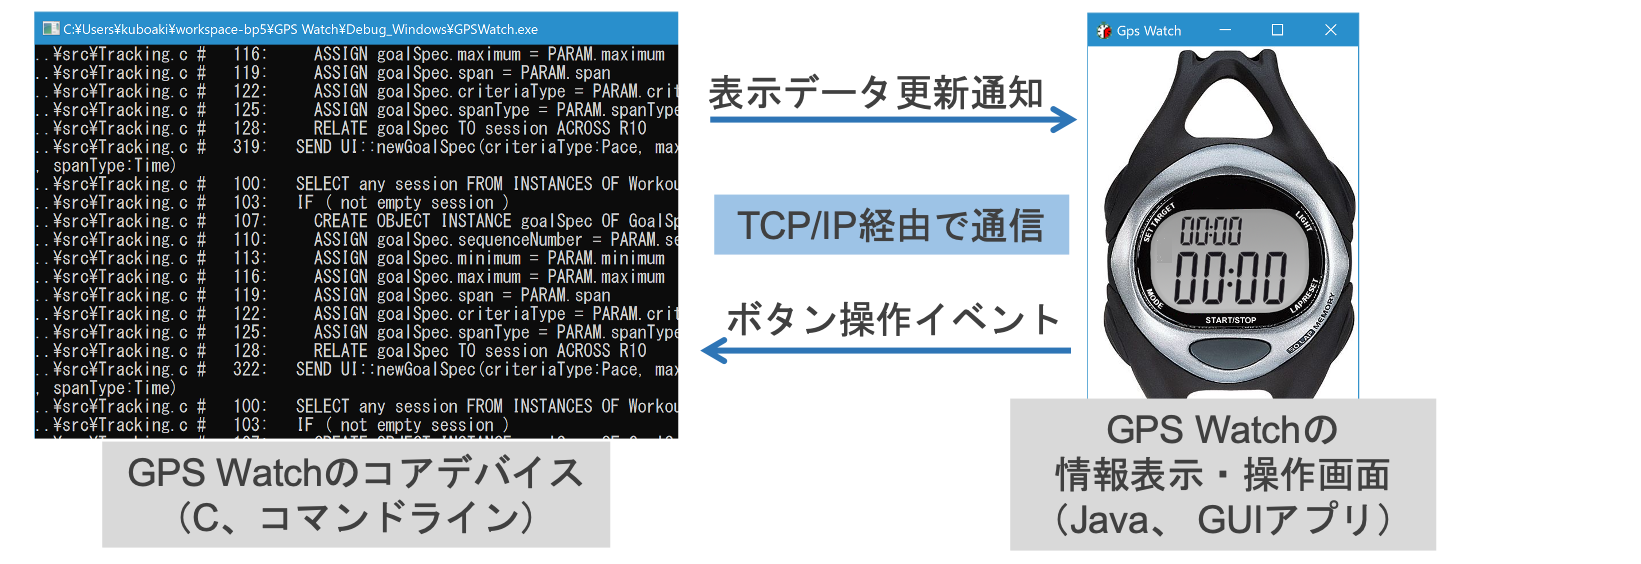 C:¥Users¥kuboaki¥workspace-bp5¥GPS Watch¥Debug_Windows¥GPSWatch.exe
..¥src¥Tracking.c # 116: ASSIGN goalSpec.maximum = PARAM.maximum
..¥src¥Tracking.c # 119: ASSIGN goalSpec.span = PARAM.span
..¥src¥Tracking.c # 122: ASSIGN goalSpec.criteriaType = PARAM.crit
..¥src¥Tracking.c # 125: ASSIGN goalSpec.spanType = PARAM.spanType
..¥src¥Tracking.c # 128: RELATE goalSpec TO session ACROSS R10
..¥src¥Tracking.c # 319: SEND UI::newGoalSpec(criteriaType:Pace, max
, spanType:Time)
..¥src¥Tracking.c # 100: SELECT any session FROM INSTANCES OF Workou
..¥src¥Tracking.c # 103: IF ( not empty session )
..¥src¥Tracking.c # 107: CREATE OBJECT INSTANCE goalSpec OF GoalSp
..¥src¥Tracking.c # 110: ASSIGN goalSpec.sequenceNumber = PARAM.se
..¥src¥Tracking.c # 113: ASSIGN goalSpec.minimum = PARAM.minimum
..¥src¥Tracking.c # 116: ASSIGN goalSpec.maximum = PARAM.maximum
..¥src¥Tracking.c # 119: ASSIGN goalSpec.span = PARAM.span
..¥src¥Tracking.c # 122: ASSIGN goalSpec.criteriaType = PARAM.crit
..¥src¥Tracking.c # 125: ASSIGN goalSpec.spanType = PARAM.spanType
..¥src¥Tracking.c # 128: RELATE goalSpec TO session ACROSS R10
..¥src¥Tracking.c # 322: SEND UI::newGoalSpec(criteriaType:Pace, max
, spanType:Time)
..¥src¥Tracking.c # 100: SELECT any session FROM INSTANCES OF Workou
..¥src¥Tracking.c # 103: IF ( not empty session )
GPS Watchのコアデバイス
（C、コマンドライン）
表示データ更新通知
TCP/IP経由で通信
ボタン操作イベント
Gps Watch
SET TARGET
LIGHT
00:00
00:00
MODE
LAP/RESET
START/STOP
50 LAP MEMORY
GPS Watchの
情報表示・操作画面
（Java、 GUIアプリ）